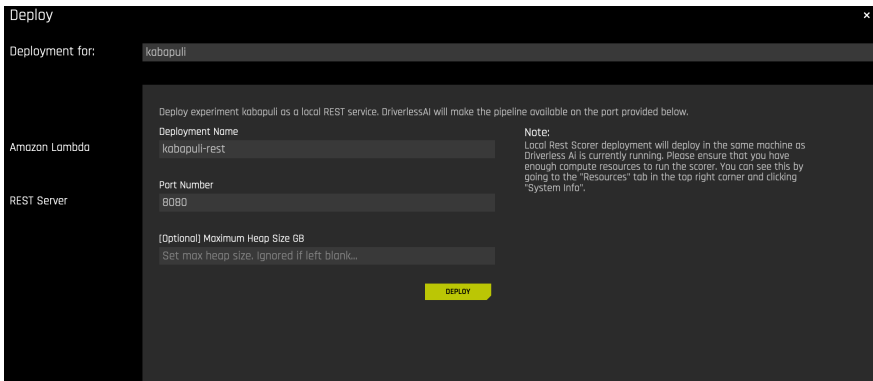 Deploy
×
Deployment for:
kabapuli
Amazon Lambda
REST Server
Deploy experiment kabapuli as a local REST service. DriverlessAI will make the pipeline available on the port provided below.
Deployment Name
kabapuli-rest
Port Number
8080
[Optional] Maximum Heap Size GB
Set max heap size. Ignored if left blank...
DEPLOY
Note:
Local Rest Scorer deployment will deploy in the same machine as
Driverless Ai is currently running. Please ensure that you have
enough compute resources to run the scorer. You can see this by
going to the "Resources" tab in the top right corner and clicking
"System Info".